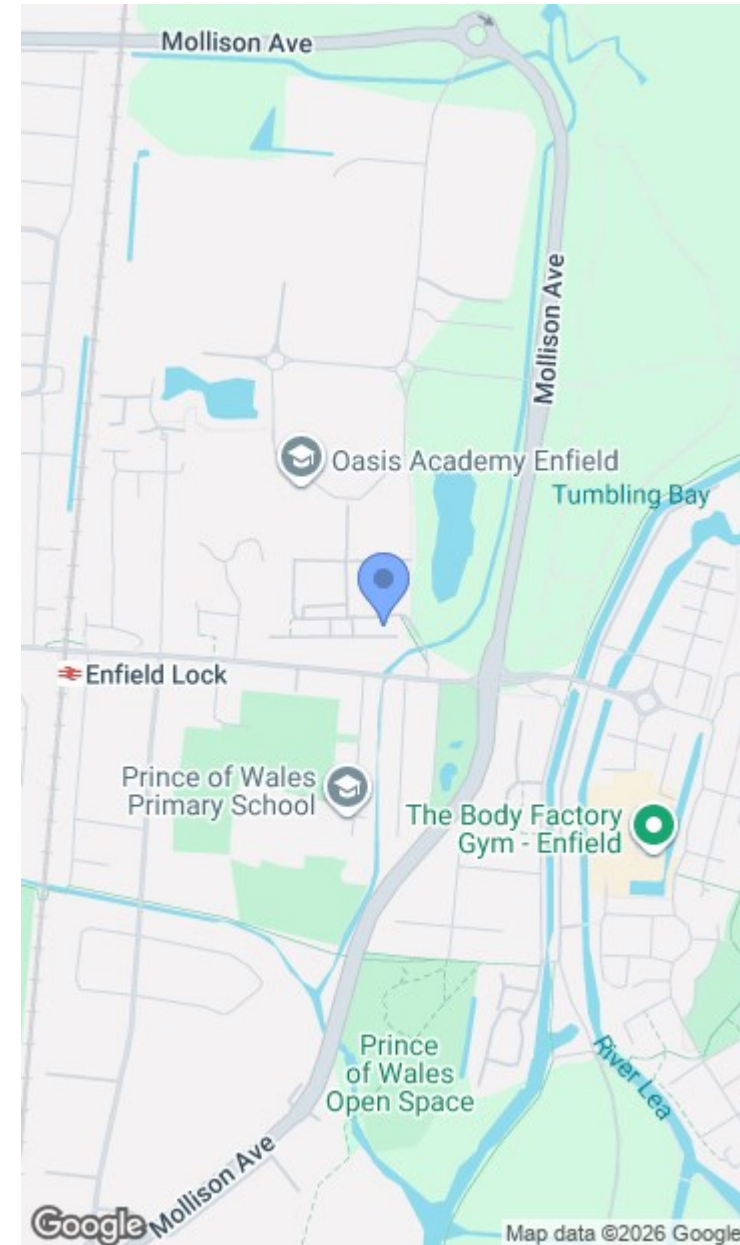 Mollison Ave
Mollison Ave
Oasis Academy Enfield
Tumbling Bay
Enfield Lock
Prince of Wales
Primary School
The Body Factory
Gym - Enfield
Prince
of Wales
Open Space
River Lea
Mollison Ave
Google
Map data ©2026 Google